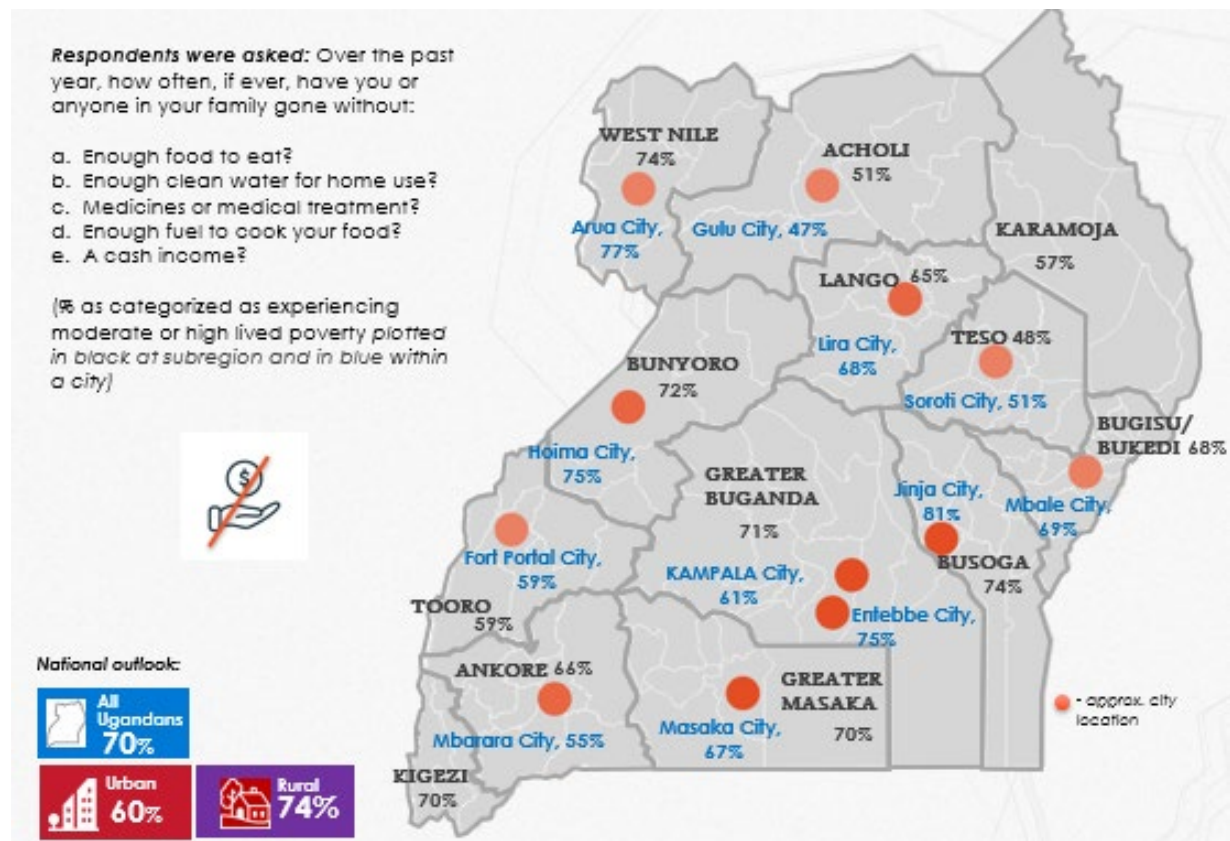 Respondents were asked: Over the past
year, how often, if ever, have you or
anyone in your family gone without:
a. Enough food to eat?
b. Enough clean water for home use?
c. Medicines or medical treatment?
d. Enough fuel to cook your food?
e. A cash income?
(% as categorized as experiencing
moderate or high lived poverty plotted
in black at subregion and in blue within
a city)
$
WEST NILE
74%
Arua City,
77%
ACHOLI
51%
Gulu City, 47%
KARAMOJA
57%
LANGO 65%
Lira City,
68%
TESO 48%
Soroti City, 51%
BUNYORO
72%
Hoima City,
75%
BUGISU/
BUKEDI 68%
Mbale City,
69%
GREATER
BUGANDA
71%
Jinja City,
81%
BUSOGA
74%
KAMPALA City,
61%
Entebbe City,
75%
Fort Portal City,
59%
TOORO
59%
ANKORE 66%
Mbarara City, 55%
GREATER
MASAKA
70%
Masaka City,
67%
KIGEZI
70%
- approx. city
location
National outlook:
All
Ugandans
70%
Urban
60%
Rural
74%